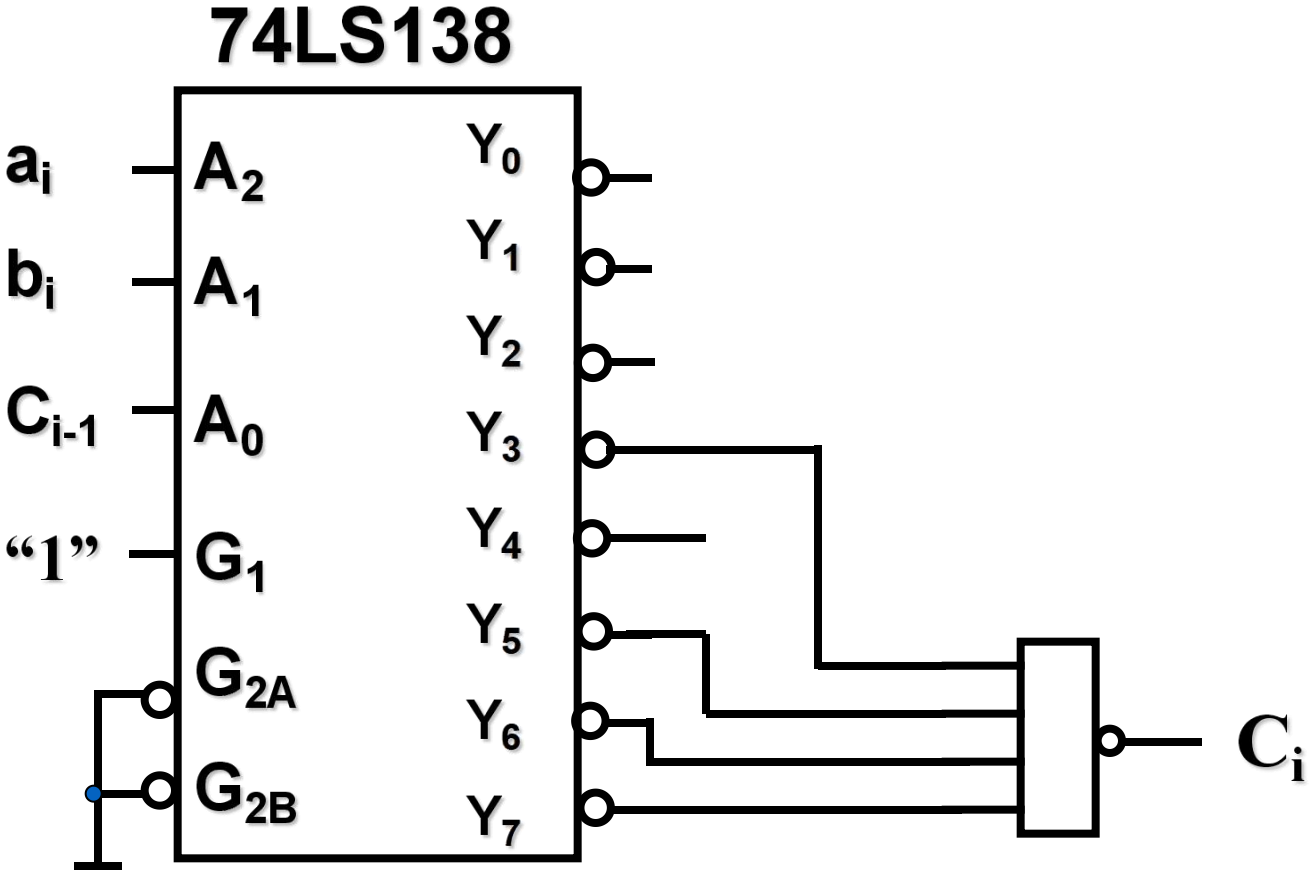 74LS138
aᵢ A₂ Y₀
Y₁
bᵢ A₁
Y₂
Cᵢ₋₁ A₀ Y₃
Y₄
“1” G₁
Y₅
G₂A
Y₆
G₂B
Y₇
Cᵢ